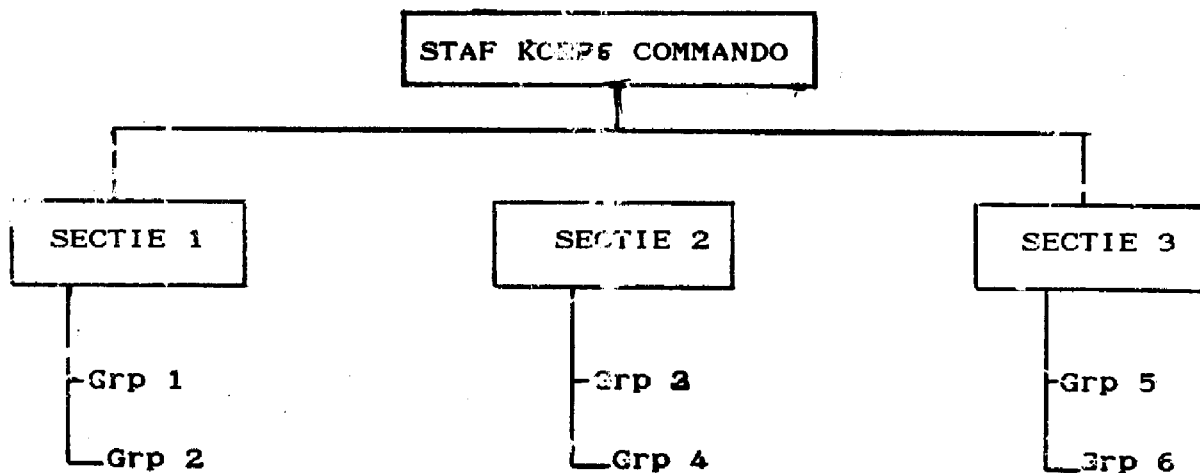 STAF KORPS COMMANDO
SECTIE 1
SECTIE 2
SECTIE 3
Grp 1
Grp 3
Grp 5
Grp 2
Grp 4
Grp 6